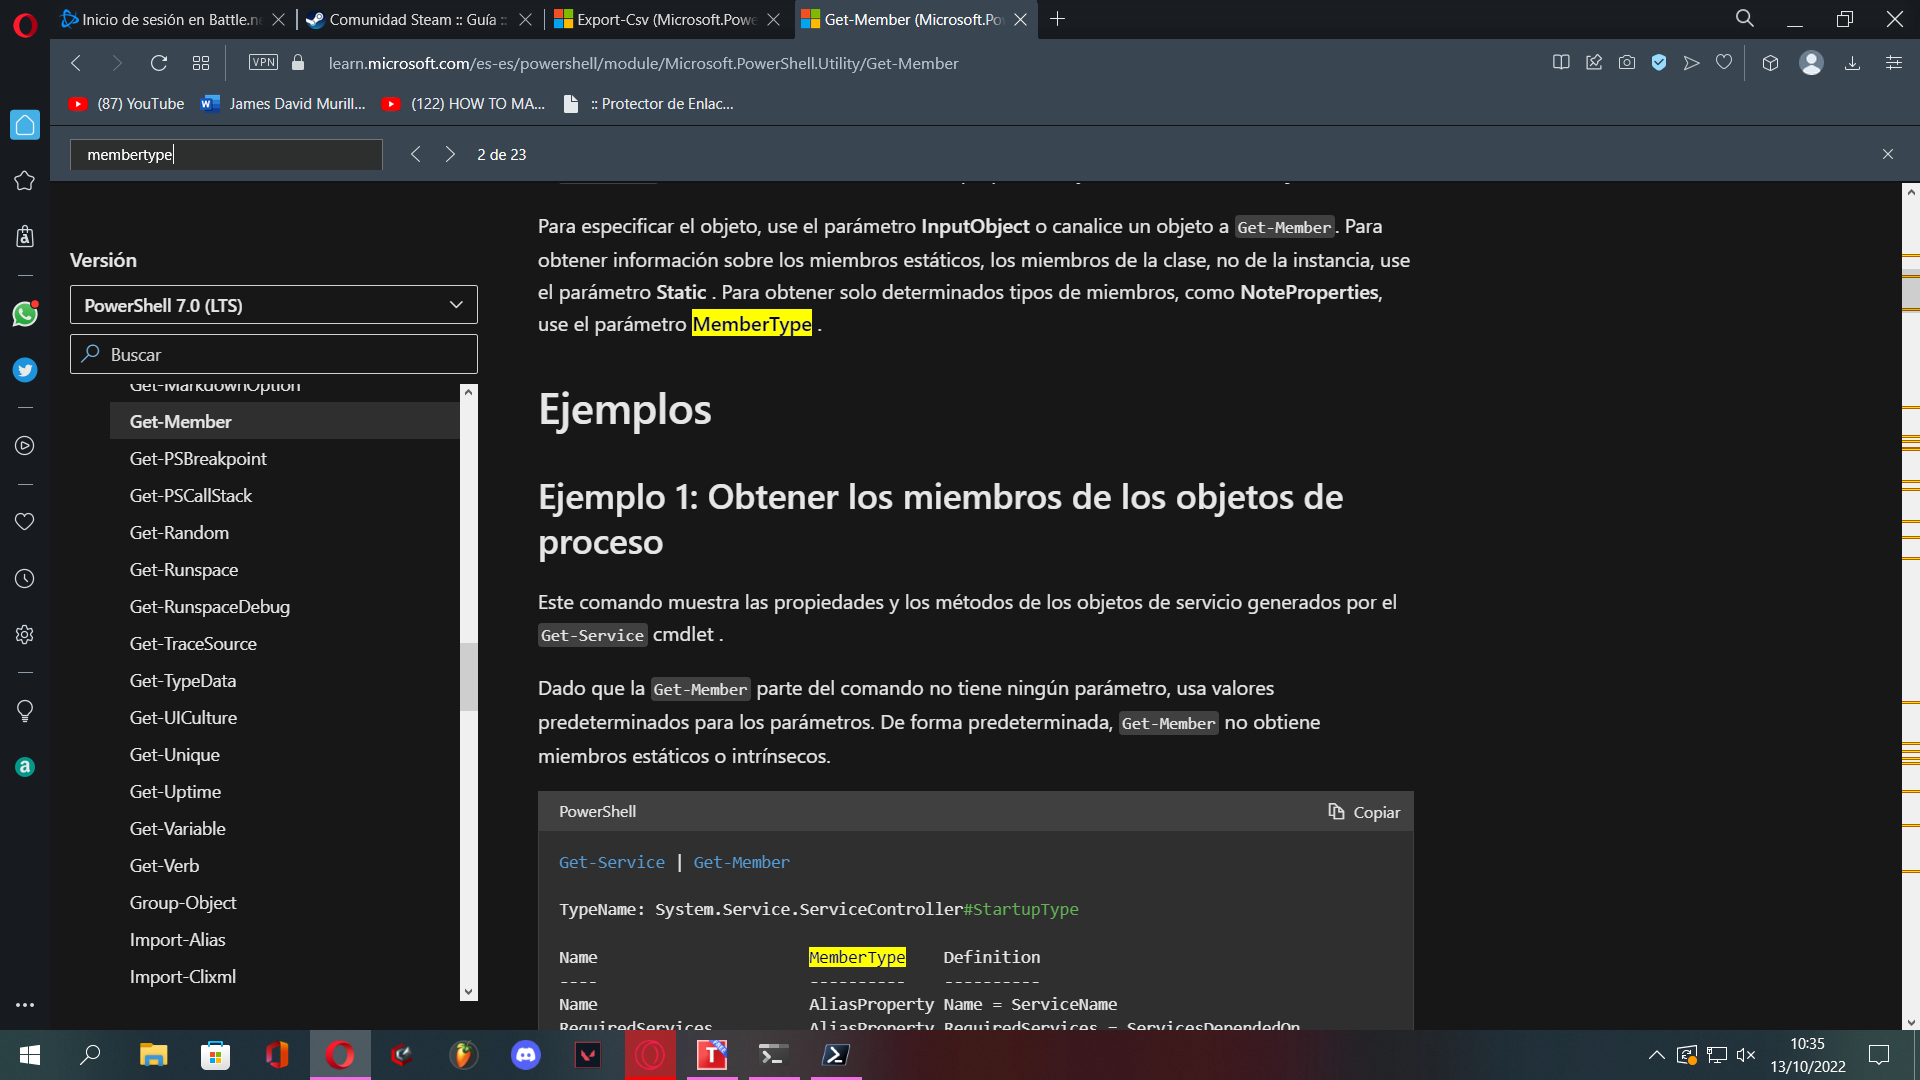 Inicio de sesión en Battle.ne
Comunidad Steam :: Guía ::
Export-Csv (Microsoft.Powe
Get-Member (Microsoft.Po
VPN
learn.microsoft.com/es-es/powershell/module/Microsoft.PowerShell.Utility/Get-Member
(87) YouTube
James David Murill...
(122) HOW TO MA...
:: Protector de Enlac...
membertype
2 de 23
Versión
PowerShell 7.0 (LTS)
Buscar
Get-MarkdownOption
Get-Member
Get-PSBreakpoint
Get-PSCallStack
Get-Random
Get-Runspace
Get-RunspaceDebug
Get-TraceSource
Get-TypeData
Get-UICulture
Get-Unique
Get-Uptime
Get-Variable
Get-Verb
Group-Object
Import-Alias
Import-Clixml
Para especificar el objeto, use el parámetro InputObject o canalice un objeto a Get-Member. Para
obtener información sobre los miembros estáticos, los miembros de la clase, no de la instancia, use
el parámetro Static . Para obtener solo determinados tipos de miembros, como NoteProperties,
use el parámetro MemberType .
Ejemplos
Ejemplo 1: Obtener los miembros de los objetos de
proceso
Este comando muestra las propiedades y los métodos de los objetos de servicio generados por el
Get-Service cmdlet .
Dado que la Get-Member parte del comando no tiene ningún parámetro, usa valores
predeterminados para los parámetros. De forma predeterminada, Get-Member no obtiene
miembros estáticos o intrínsecos.
PowerShell
Copiar
Get-Service | Get-Member
TypeName: System.Service.ServiceController#StartupType
Name MemberType Definition
---- ---------- ----------
Name AliasProperty Name = ServiceName
RequiredServices AliasProperty RequiredServices = ServicesDependedOn
10:35
13/10/2022